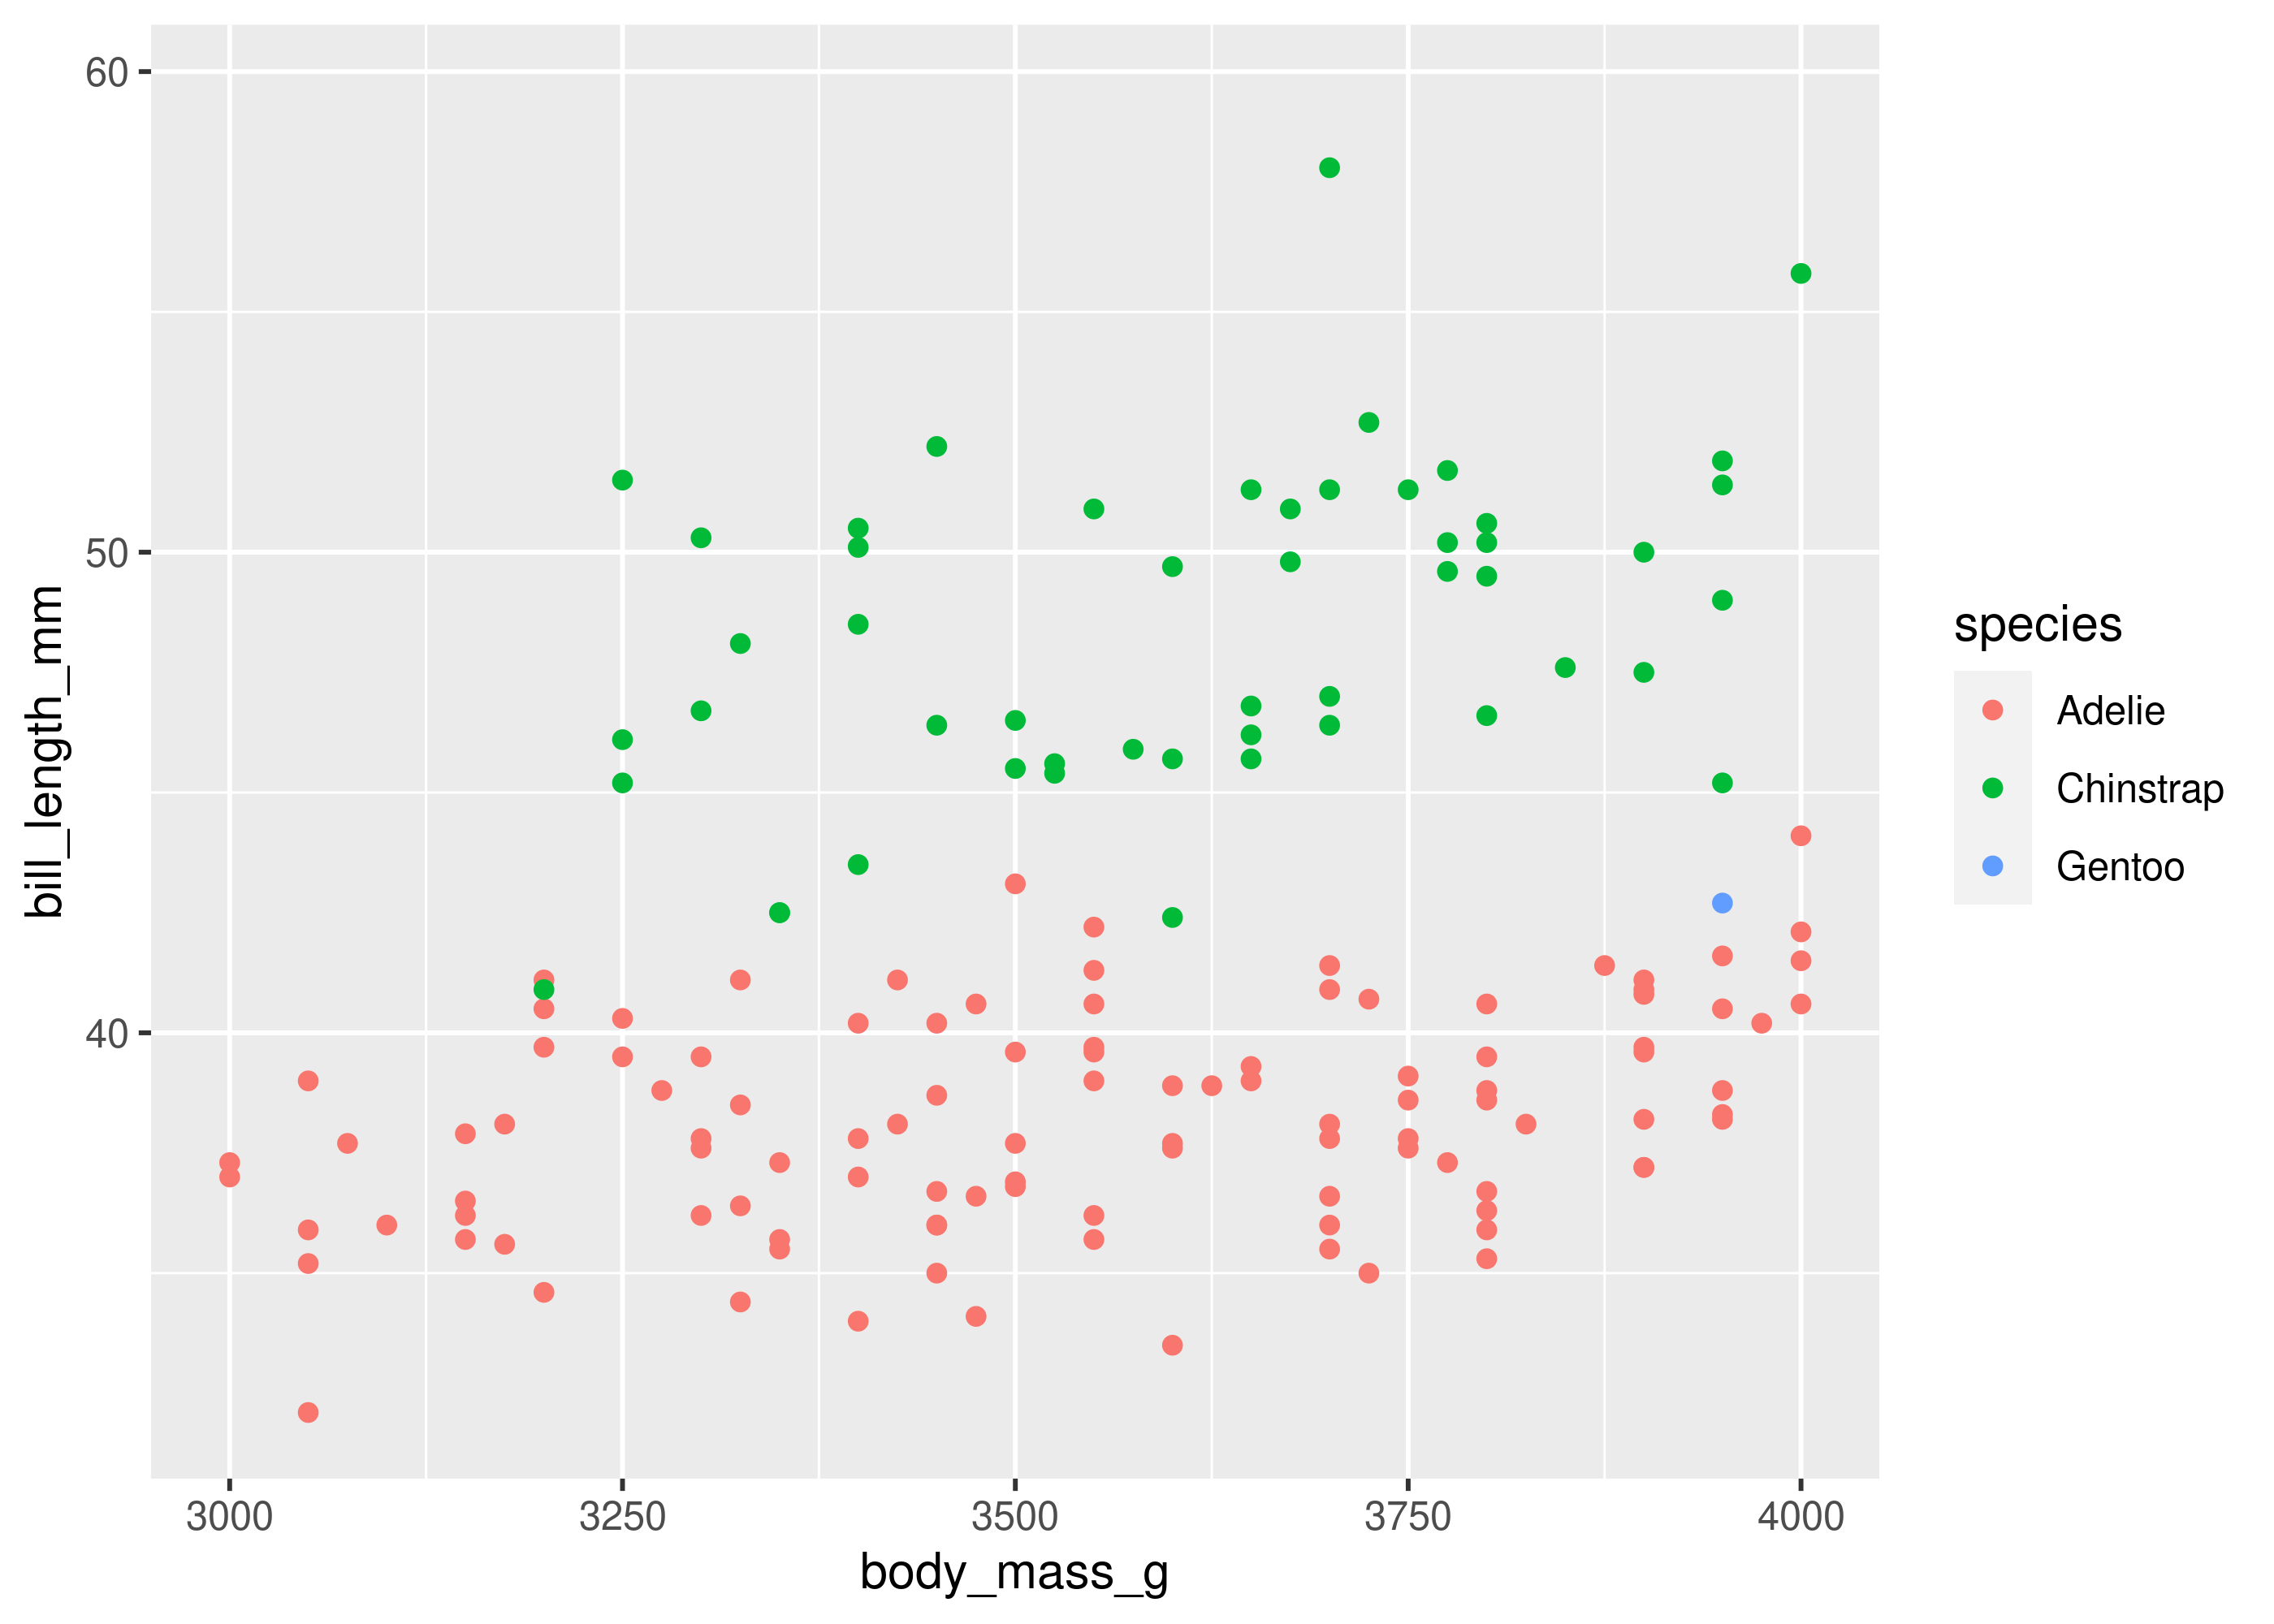 60
50
40
bill_length_mm
3000 3250 3500 3750 4000
body_mass_g
species
Adelie
Chinstrap
Gentoo